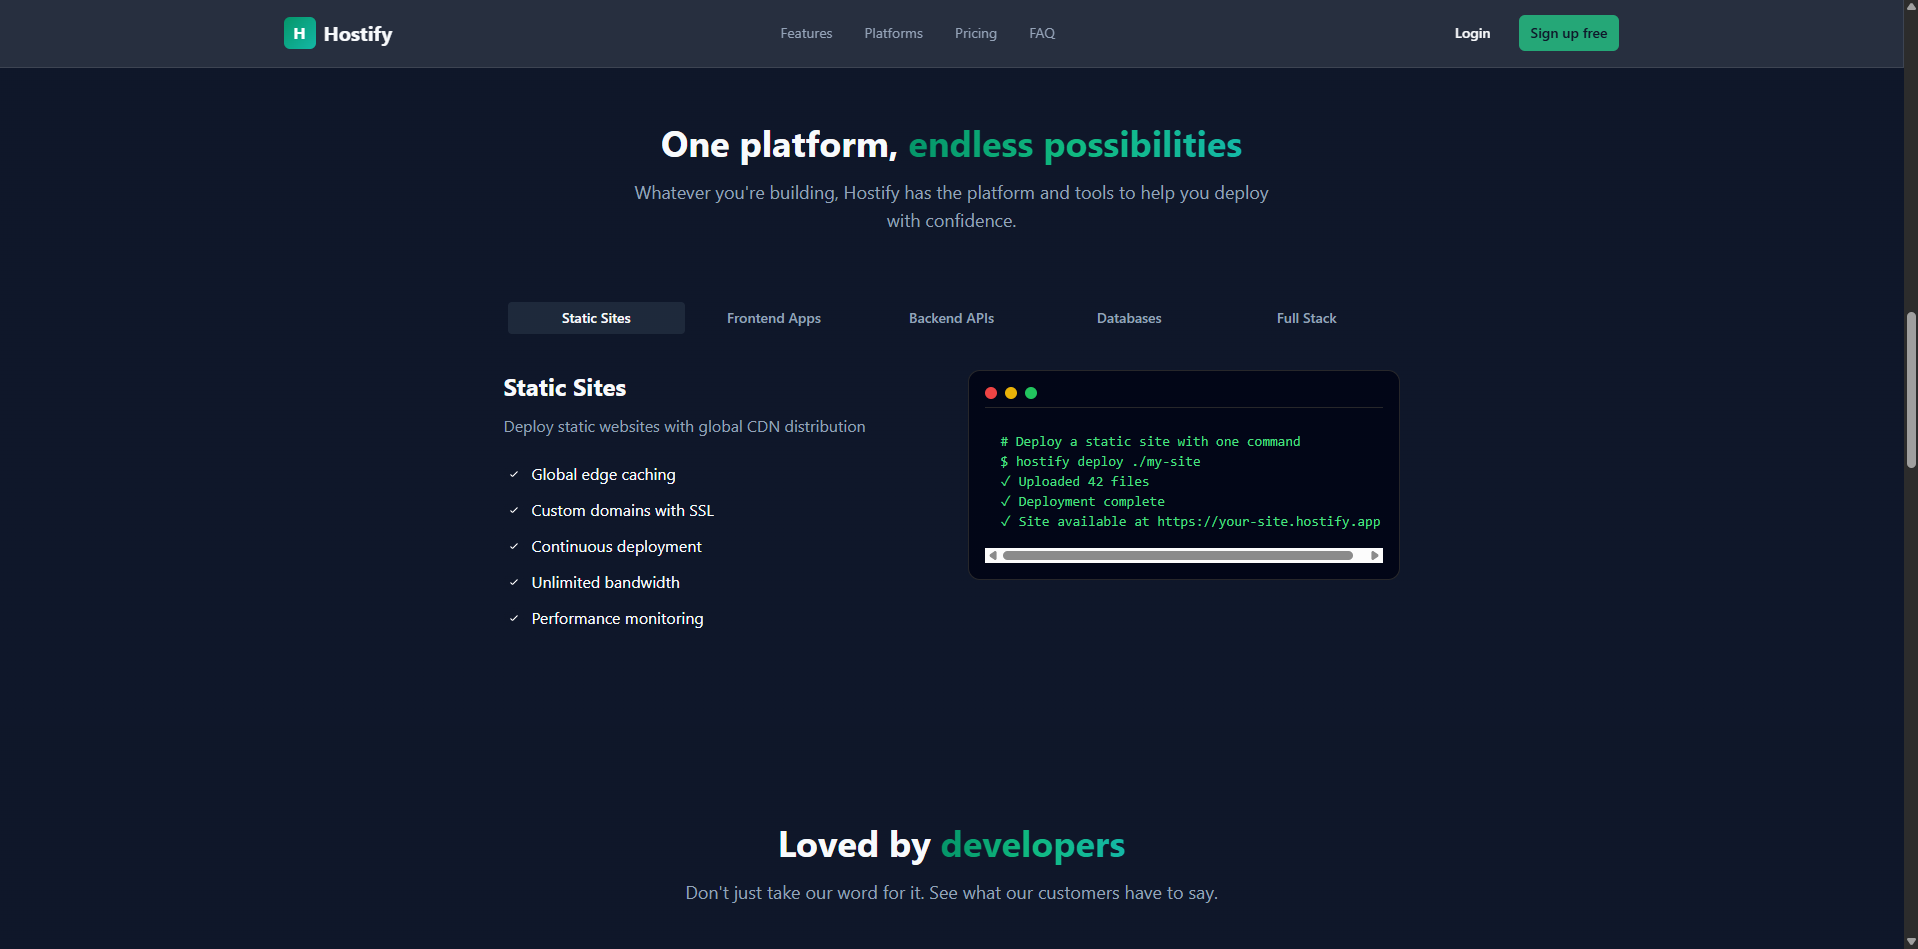 H Hostify
Features Platforms Pricing FAQ
Login Sign up free
One platform, endless possibilities
Whatever you're building, Hostify has the platform and tools to help you deploy
with confidence.
Static Sites Frontend Apps Backend APIs Databases Full Stack
Static Sites
Deploy static websites with global CDN distribution
✓ Global edge caching
✓ Custom domains with SSL
✓ Continuous deployment
✓ Unlimited bandwidth
✓ Performance monitoring
# Deploy a static site with one command
$ hostify deploy ./my-site
✓ Uploaded 42 files
✓ Deployment complete
✓ Site available at https://your-site.hostify.app
Loved by developers
Don't just take our word for it. See what our customers have to say.